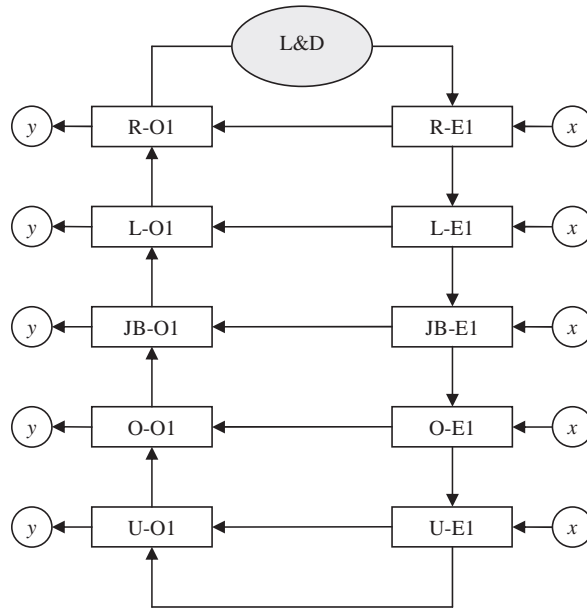 L&D
y R-O1 R-E1 x
y L-O1 L-E1 x
y JB-O1 JB-E1 x
y O-O1 O-E1 x
y U-O1 U-E1 x